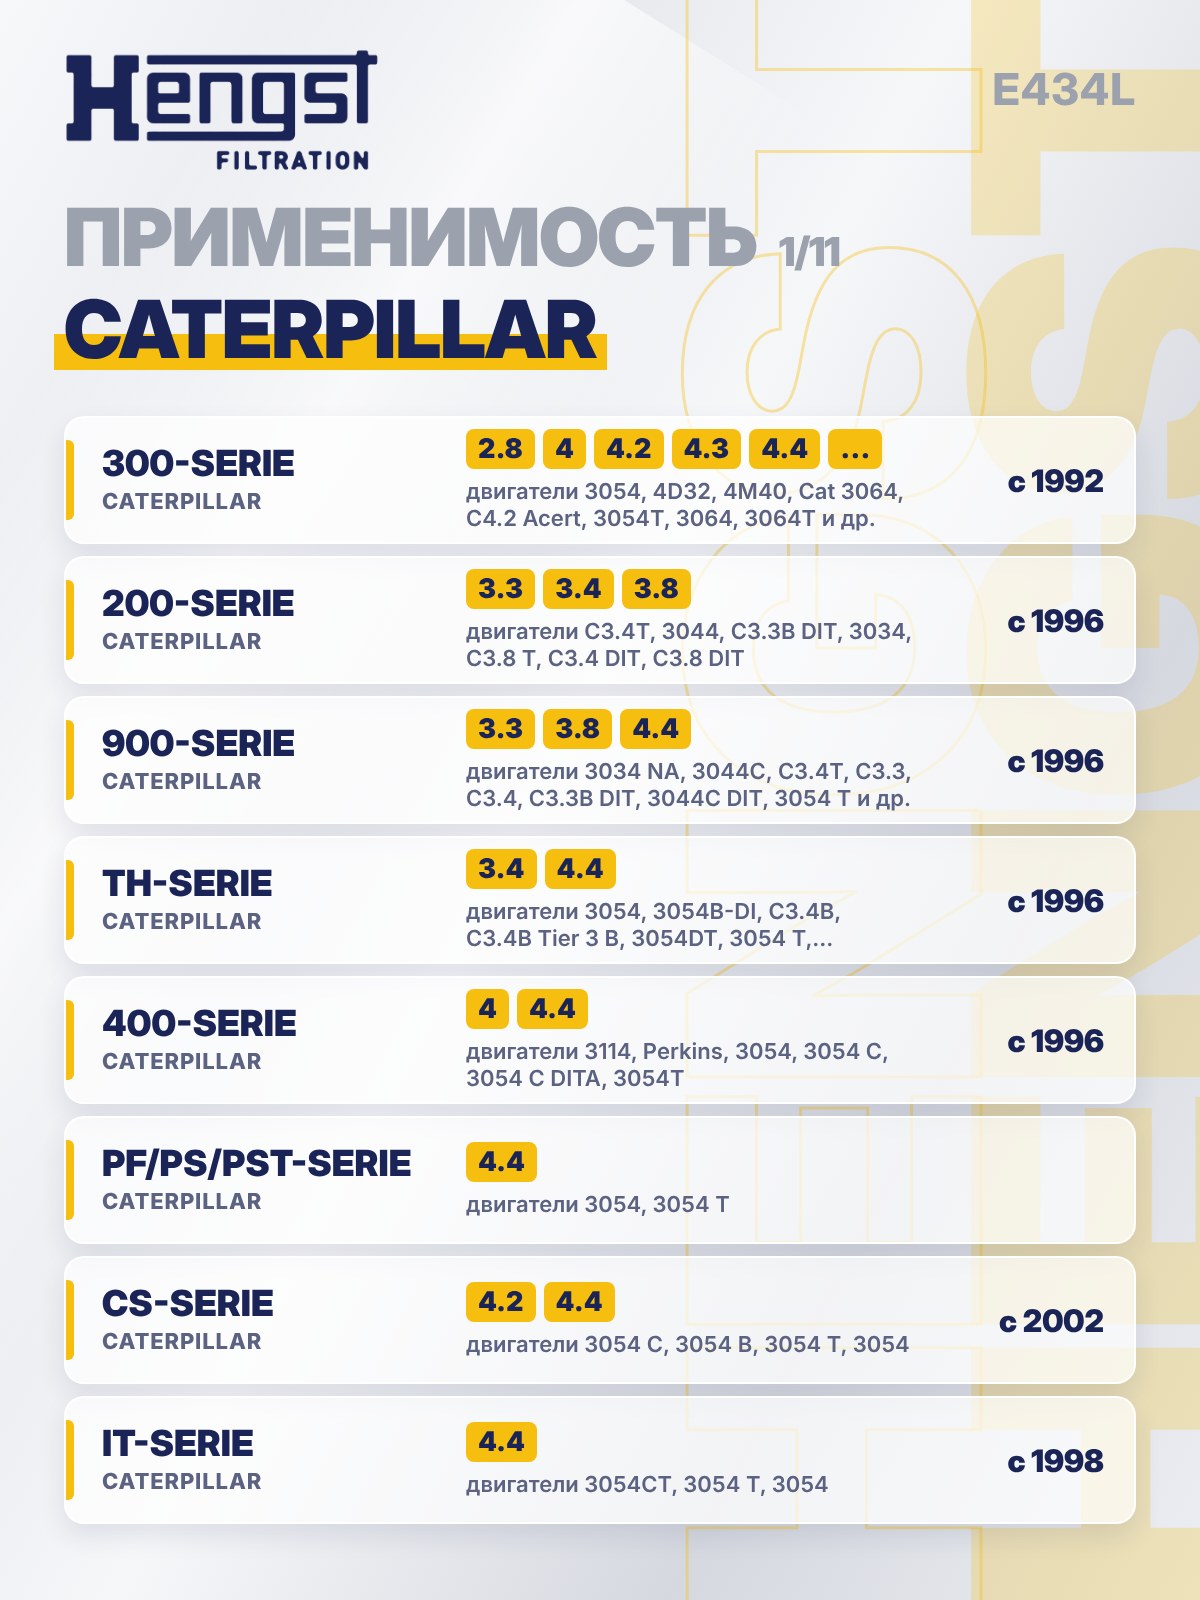 Hengst
FILTRATION
E434L
ПРИМЕНИМОСТЬ 1/11
CATERPILLAR
300-SERIE
CATERPILLAR
2.8 4 4.2 4.3 4.4 ...
двигатели 3054, 4D32, 4M40, Cat 3064,
C4.2 Acert, 3054T, 3064, 3064T и др.
с 1992
200-SERIE
CATERPILLAR
3.3 3.4 3.8
двигатели C3.4T, 3044, C3.3B DIT, 3034,
C3.8 T, C3.4 DIT, C3.8 DIT
с 1996
900-SERIE
CATERPILLAR
3.3 3.8 4.4
двигатели 3034 NA, 3044C, C3.4T, C3.3,
C3.4, C3.3B DIT, 3044C DIT, 3054 T и др.
с 1996
TH-SERIE
CATERPILLAR
3.4 4.4
двигатели 3054, 3054B-DI, C3.4B,
C3.4B Tier 3 B, 3054DT, 3054 T,...
с 1996
400-SERIE
CATERPILLAR
4 4.4
двигатели 3114, Perkins, 3054, 3054 C,
3054 C DITA, 3054T
с 1996
PF/PS/PST-SERIE
CATERPILLAR
4.4
двигатели 3054, 3054 T
CS-SERIE
CATERPILLAR
4.2 4.4
двигатели 3054 C, 3054 B, 3054 T, 3054
с 2002
IT-SERIE
CATERPILLAR
4.4
двигатели 3054CT, 3054 T, 3054
с 1998
HENGST
HENGST